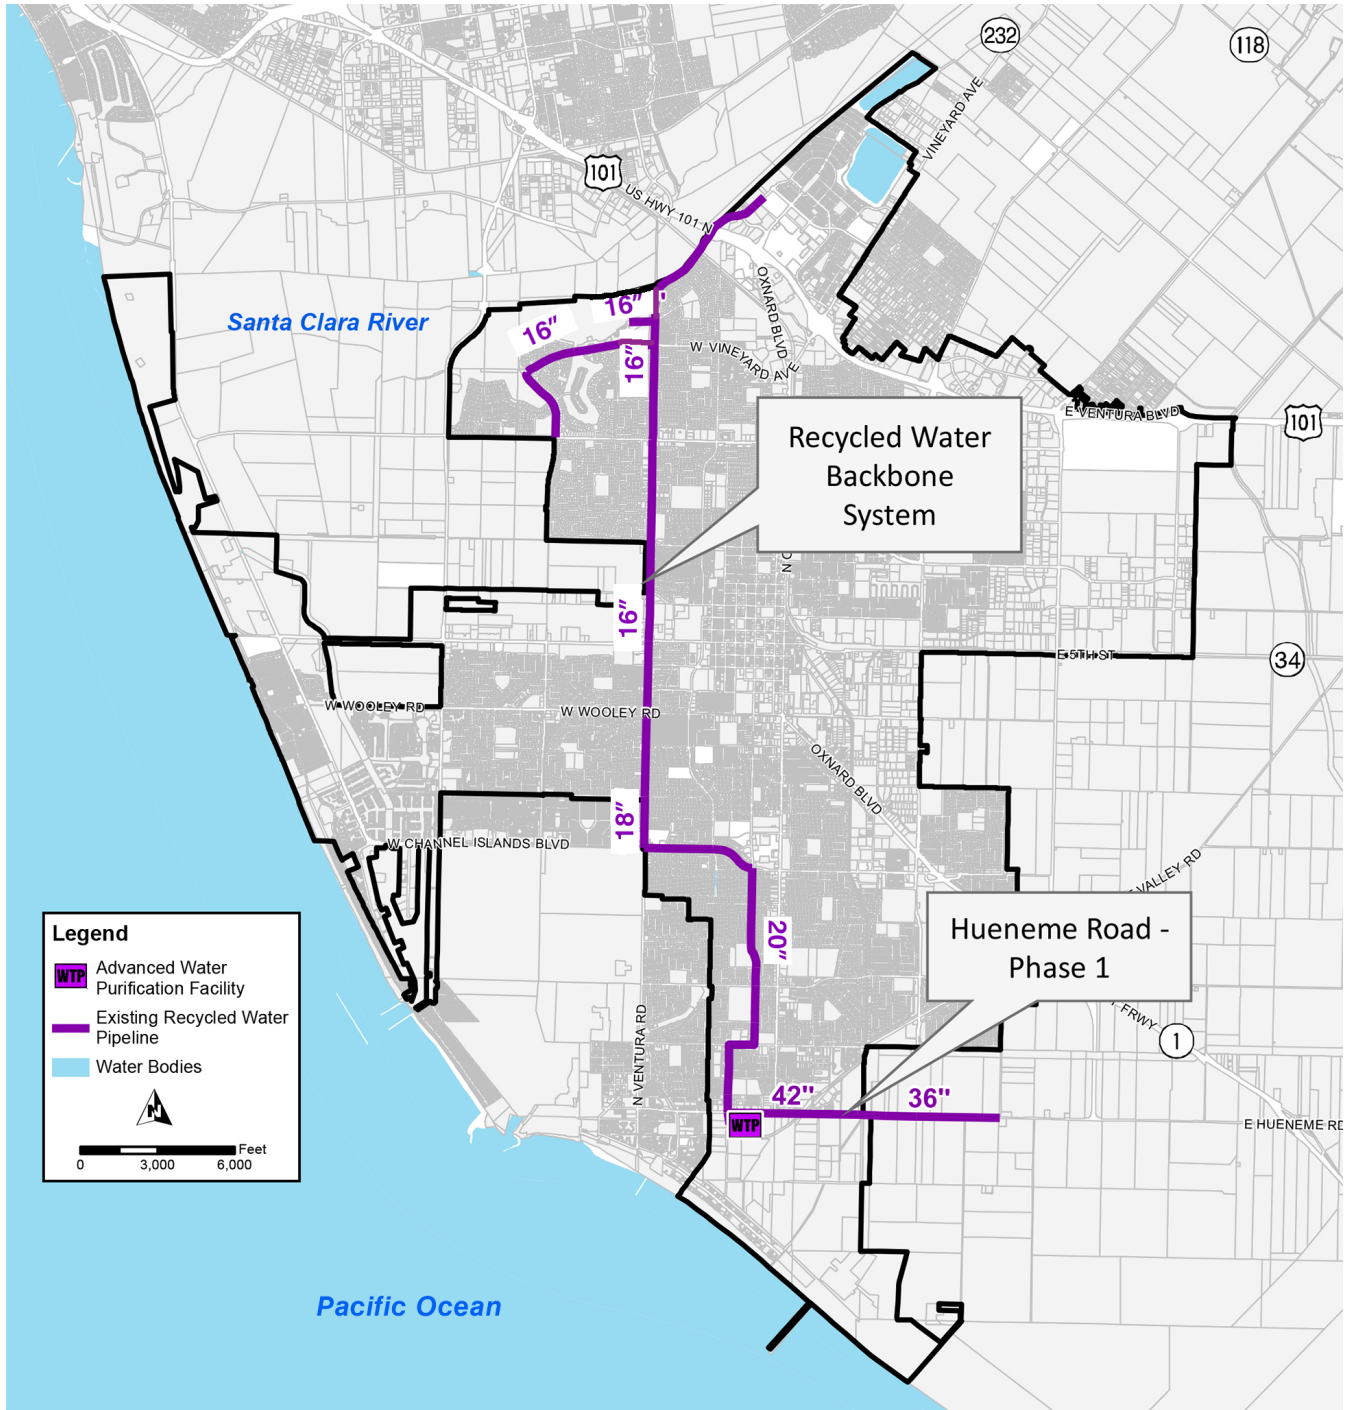 232
118
VINEYARD AVE
101
US HWY 101 N
OXNARD BLVD
16"
16"
'
Santa Clara River
16"
W VINEYARD AVE
E VENTURA BLVD
101
Recycled Water
Backbone
System
16"
E 5TH ST
34
W WOOLEY RD
W WOOLEY RD
OXNARD BLVD
18"
W CHANNEL ISLANDS BLVD
VALLEY RD
Hueneme Road -
Phase 1
20"
FRWY
1
N VENTURA RD
42"
36"
WTP
E HUENEME RD
Legend
WTP
Advanced Water
Purification Facility
Existing Recycled Water
Pipeline
Water Bodies
N
Feet
0
3,000
6,000
Pacific Ocean